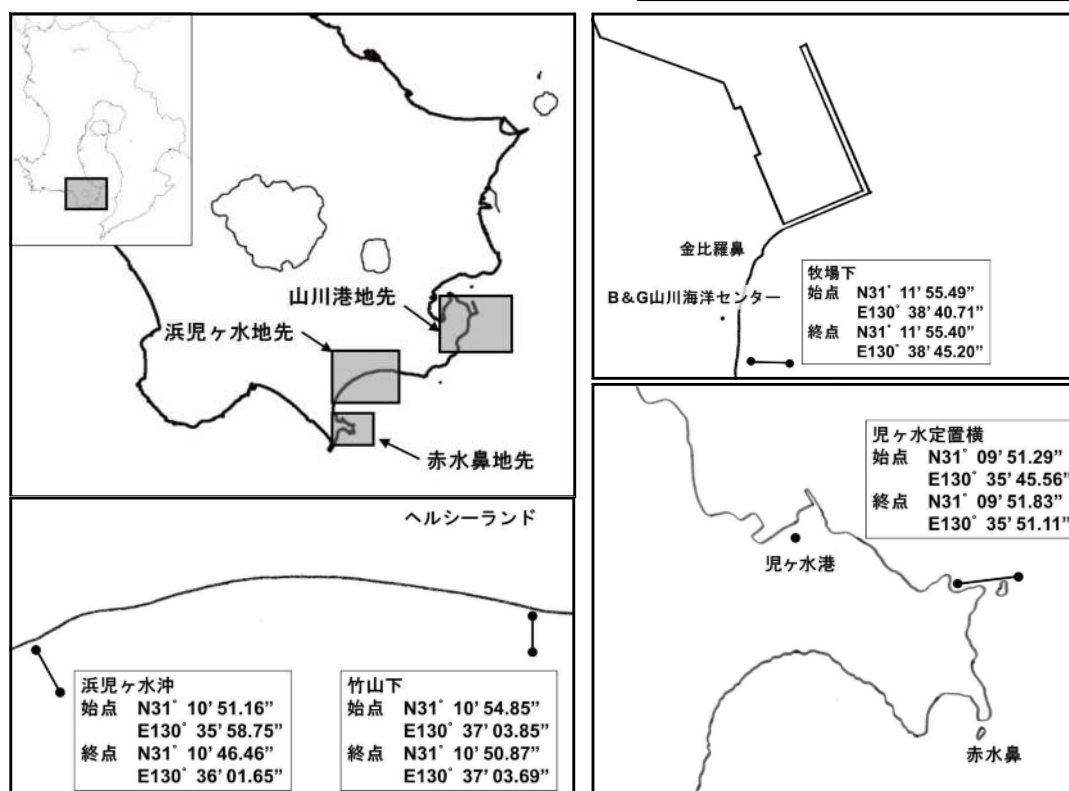 山川港地先
浜児ヶ水地先
赤水鼻地先
金比羅鼻
B&G山川海洋センター
牧場下
始点 N31° 11' 55.49”
E130° 38' 40.71”
終点 N31° 11' 55.40”
E130° 38' 45.20”
ヘルシーランド
浜児ヶ水沖
始点 N31° 10' 51.16”
E130° 35' 58.75”
終点 N31° 10' 46.46”
E130° 36' 01.65”
竹山下
始点 N31° 10' 54.85”
E130° 37' 03.85”
終点 N31° 10' 50.87”
E130° 37' 03.69”
児ヶ水定置横
始点 N31° 09' 51.29”
E130° 35' 45.56”
終点 N31° 09' 51.83”
E130° 35' 51.11”
児ヶ水港
赤水鼻